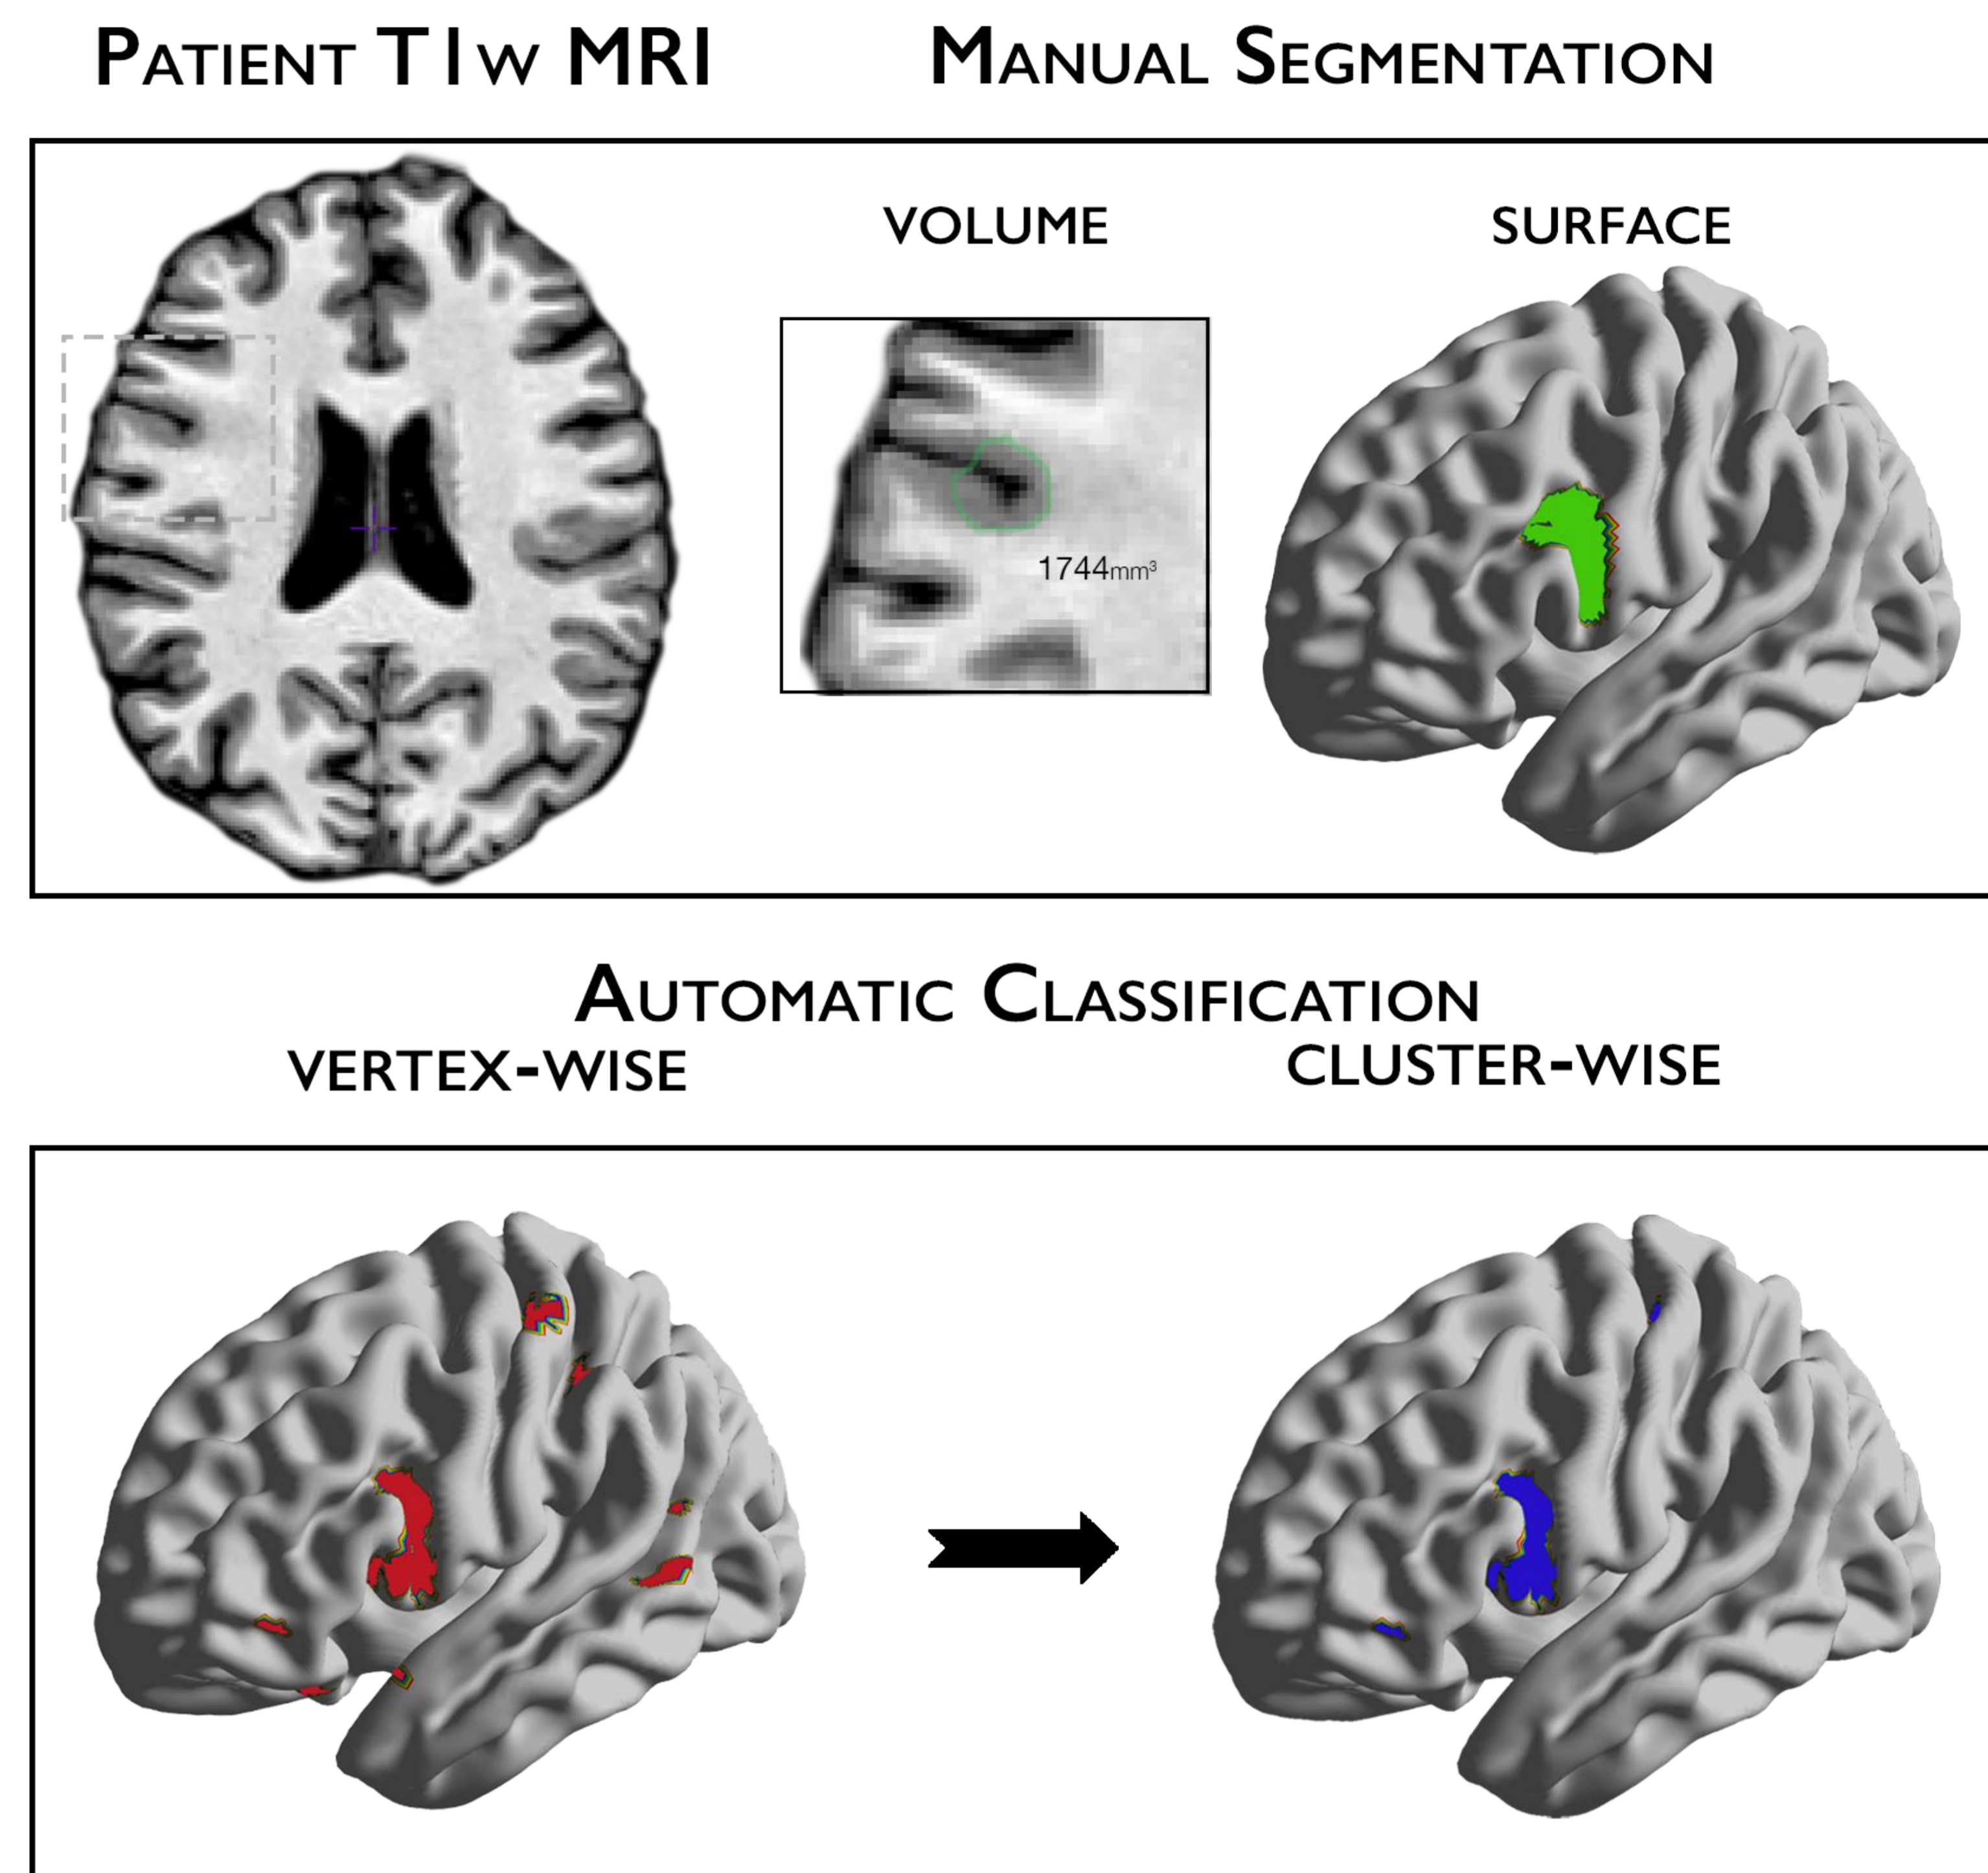 PATIENT T1W MRI
MANUAL SEGMENTATION
VOLUME
SURFACE
1744mm³
AUTOMATIC CLASSIFICATION
VERTEX-WISE
CLUSTER-WISE